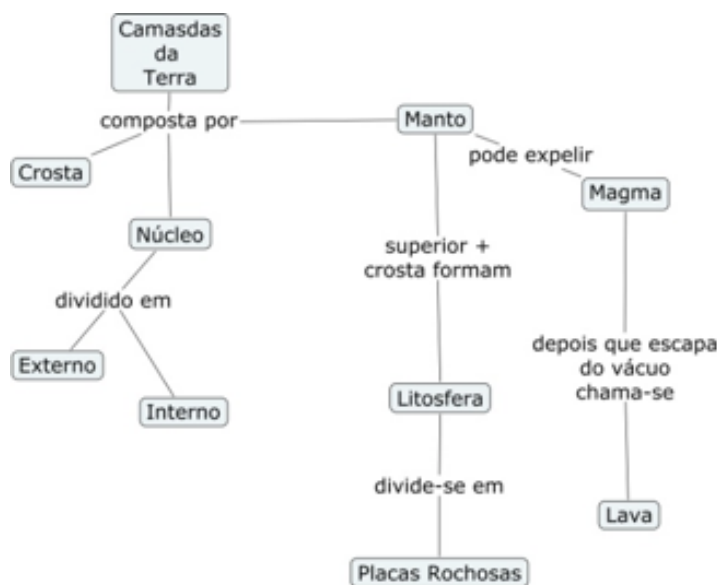 Camasdas
da
Terra
composta por
Manto
pode expelir
Crosta
Magma
Núcleo
superior +
crosta formam
dividido em
depois que escapa
do vácuo
chama-se
Externo
Litosfera
Interno
divide-se em
Lava
Placas Rochosas